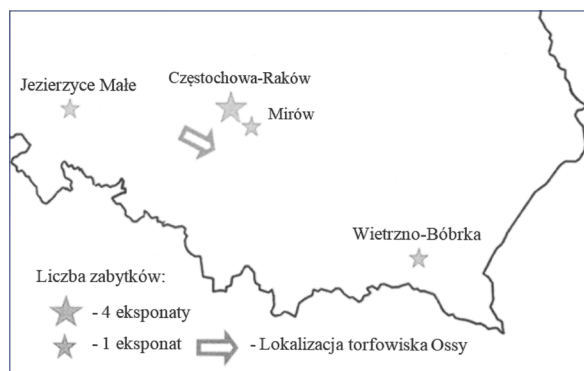 Jezierzyce Małe
Częstochowa-Raków
Mirów
Wietrzno-Bóbrka
Liczba zabytków:
- 4 eksponaty
- 1 eksponat
- Lokalizacja torfowiska Ossy